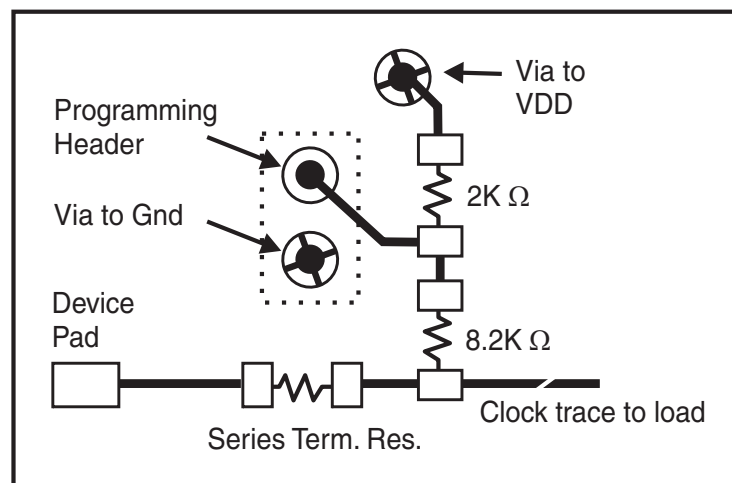 Via to
VDD
Programming
Header
2K Ω
Via to Gnd
Device
Pad
8.2K Ω
Clock trace to load
Series Term. Res.